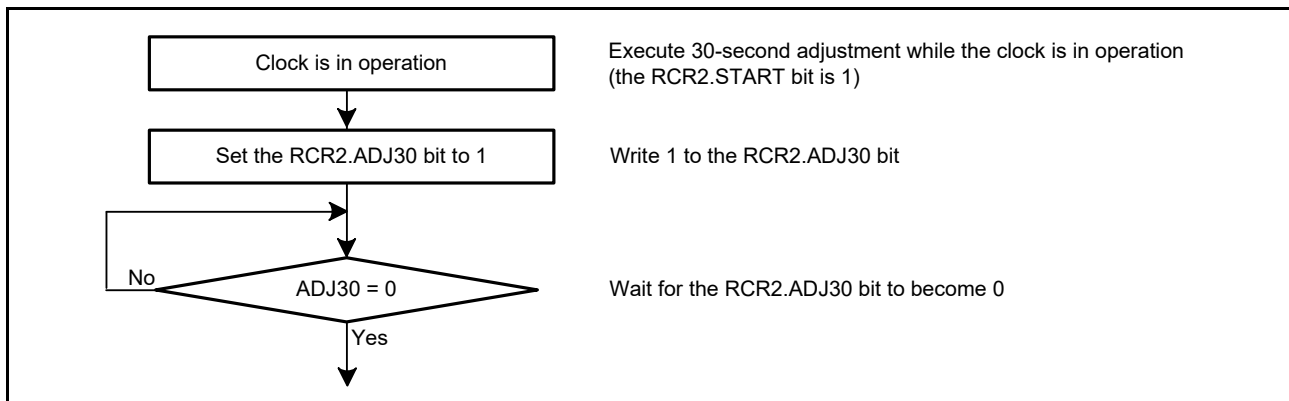 Clock is in operation
Execute 30-second adjustment while the clock is in operation
(the RCR2.START bit is 1)
Set the RCR2.ADJ30 bit to 1
Write 1 to the RCR2.ADJ30 bit
No
ADJ30 = 0
Wait for the RCR2.ADJ30 bit to become 0
Yes